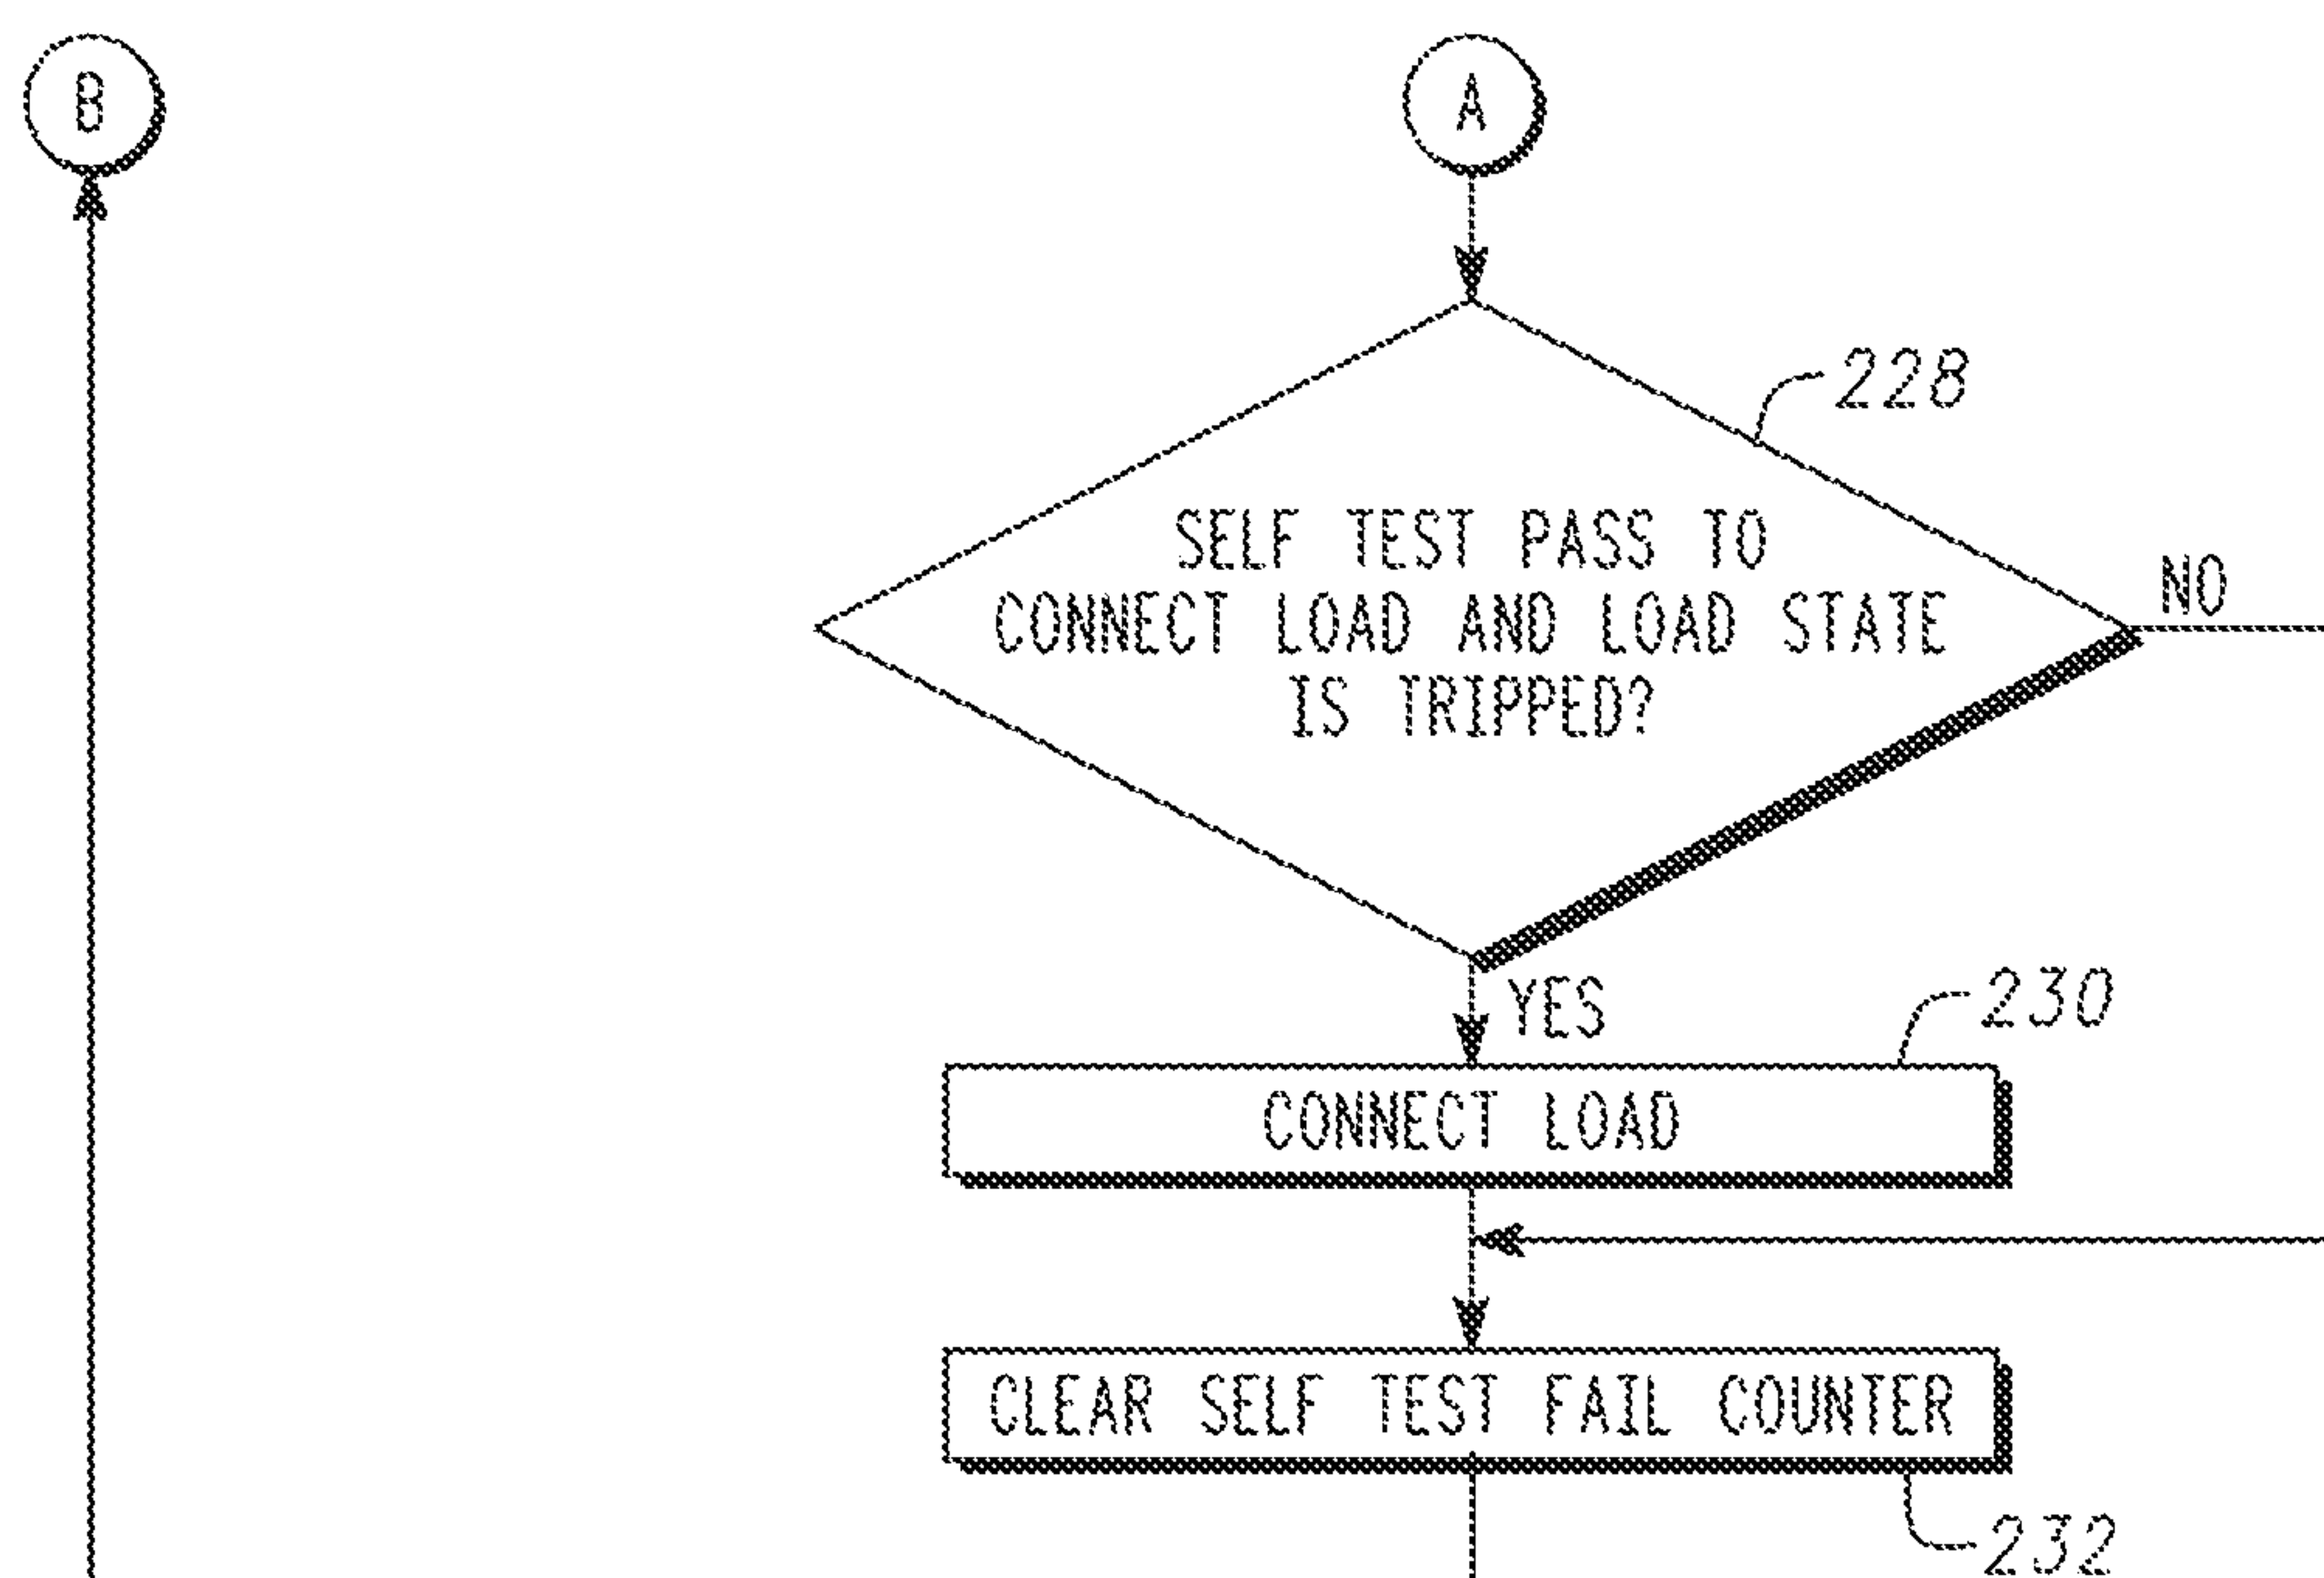 B
A
228
SELF TEST PASS TO
CONNECT LOAD AND LOAD STATE
IS TRIPPED?
NO
YES
230
CONNECT LOAD
CLEAR SELF TEST FAIL COUNTER
232